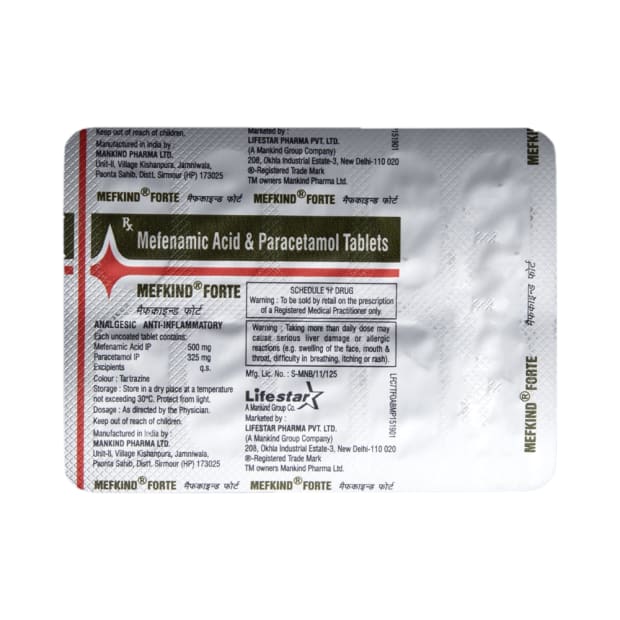 Keep out of reach of children.
Manufactured in India by
MANKIND PHARMA LTD.
Unit-II, Village Kishanpura, Jamniwala,
Paonta Sahib, Distt. Sirmour (HP) 173025
Marketed by :
LIFESTAR PHARMA PVT. LTD.
(A Mankind Group Company)
208, Okhla Industrial Estate-3, New Delhi-110 020
®-Registered Trade Mark
TM owners Mankind Pharma Ltd.
151901
MEFKIND
MEFKIND® FORTE मैफकाइन्ड फोर्ट MEFKIND® FORTE मैफकाइन्ड फोर्ट
Rx
Mefenamic Acid & Paracetamol Tablets
MEFKIND® FORTE
मैफकाइन्ड फोर्ट
ANALGESIC ANTI-INFLAMMATORY
Each uncoated tablet contains:
Mefenamic Acid IP 500 mg
Paracetamol IP 325 mg
Excipients q.s.
Colour : Tartrazine
Storage : Store in a dry place at a temperature
not exceeding 30°C. Protect from light.
Dosage : As directed by the Physician.
Keep out of reach of children.
Manufactured in India by
MANKIND PHARMA LTD.
Unit-II, Village Kishanpura, Jamniwala,
Paonta Sahib, Distt. Sirmour (HP) 173025
SCHEDULE 'H' DRUG
Warning : To be sold by retail on the prescription
of a Registered Medical Practitioner only.
Warning : Taking more than daily dose may
cause serious liver damage or allergic
reactions (e.g. swelling of the face, mouth &
throat, difficulty in breathing, itching or rash).
Mfg. Lic. No. : S-MNB/11/125
Lifestar
A Mankind Group Co.
Marketed by :
LIFESTAR PHARMA PVT. LTD.
(A Mankind Group Company)
208, Okhla Industrial Estate-3, New Delhi-110 020
®-Registered Trade Mark
TM owners Mankind Pharma Ltd.
MEFKIND® FORTE मैफकाइन्ड फोर्ट
MEFKIND® FORTE मैफकाइन्ड फोर्ट MEFKIND® FORTE मैफकाइन्ड फोर्ट